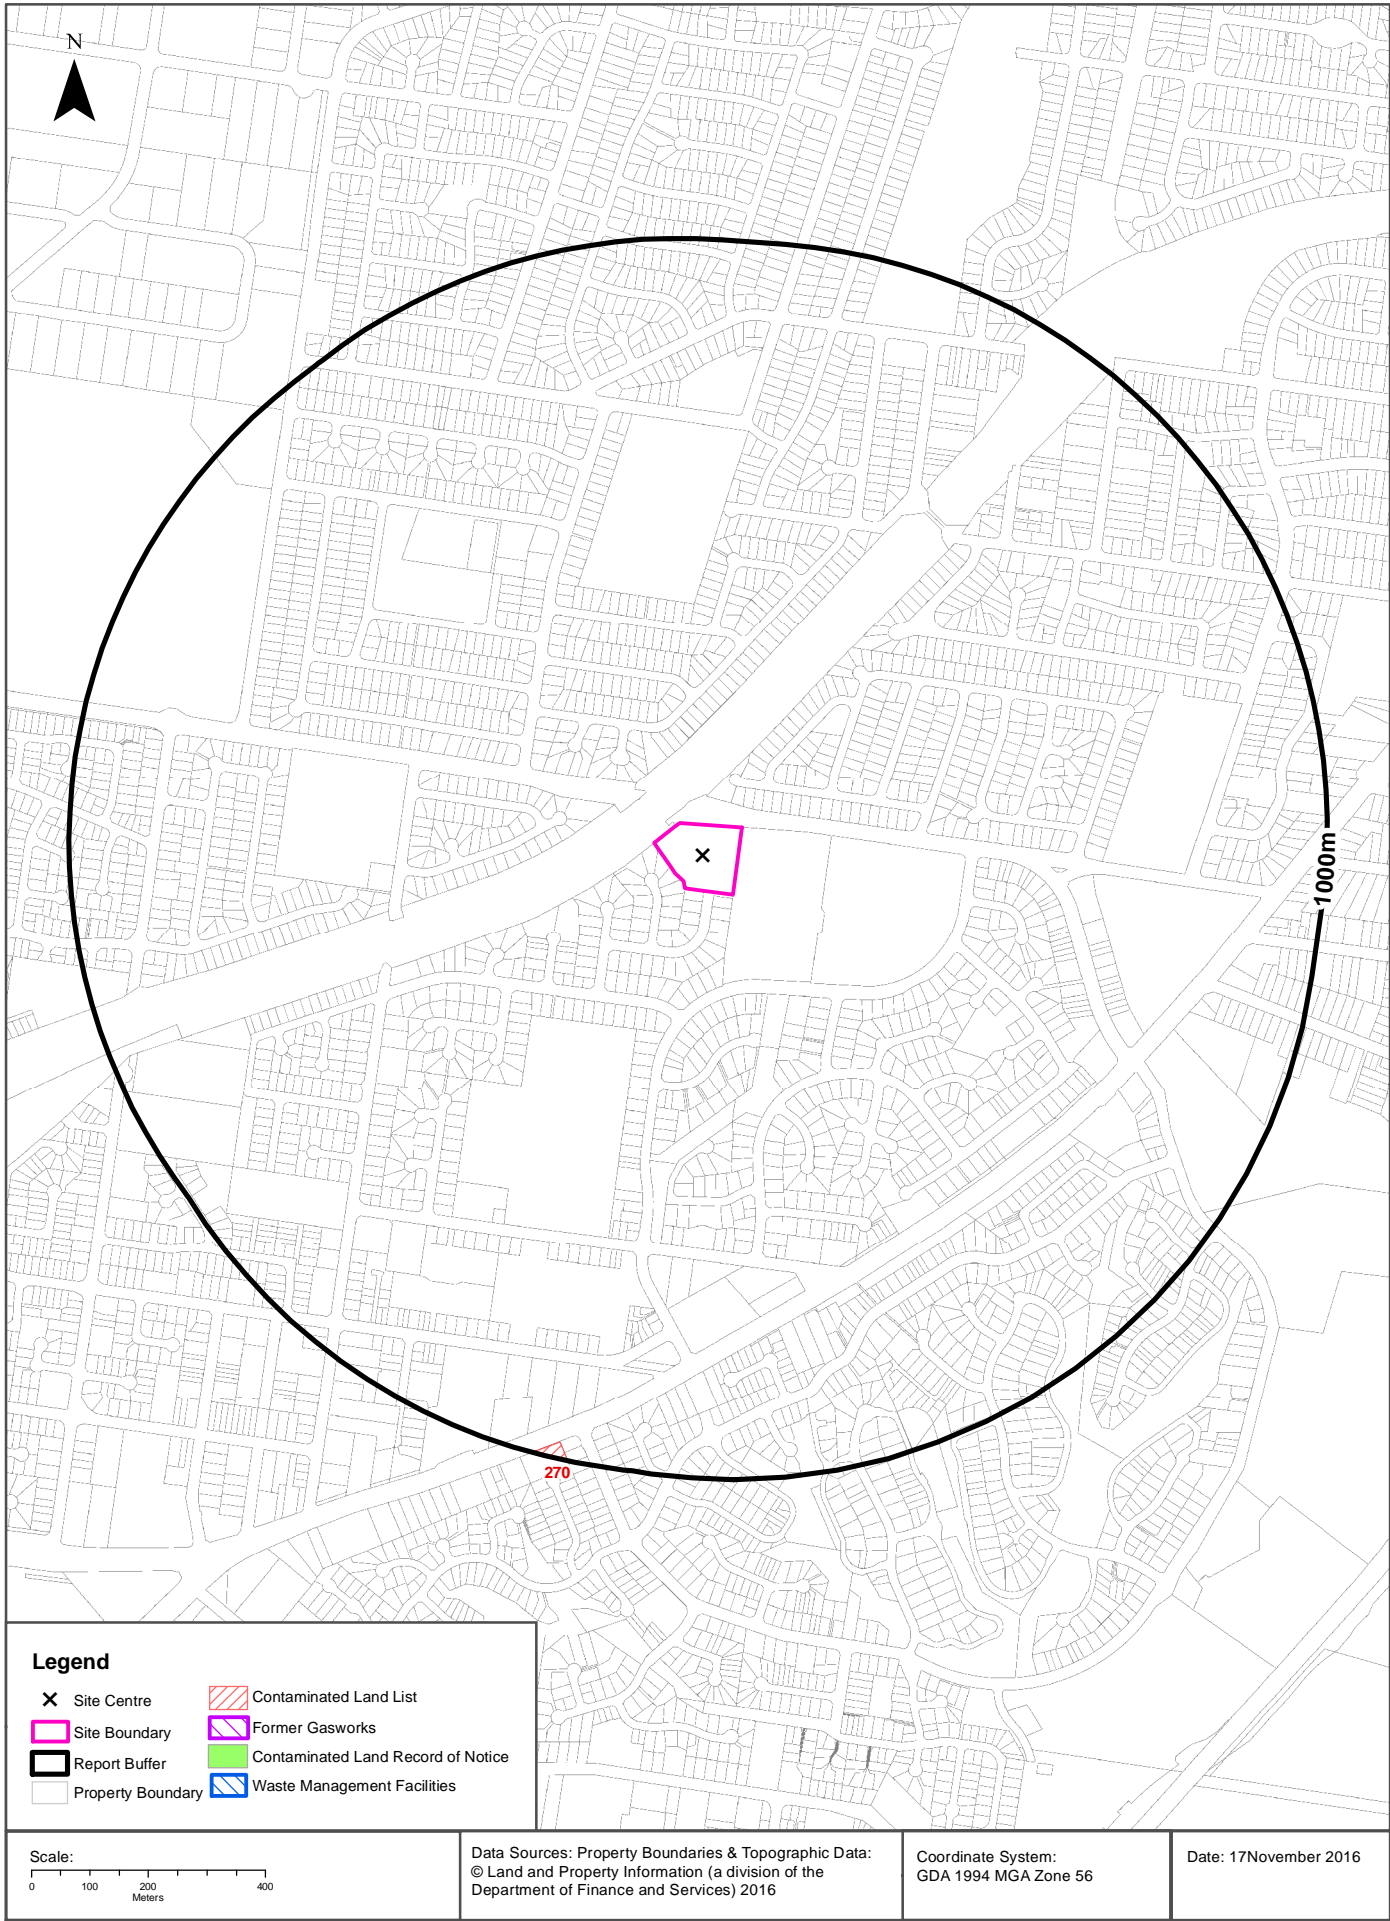 N
1000m
270
Legend
Site Centre
Site Boundary
Report Buffer
Property Boundary
Contaminated Land List
Former Gasworks
Contaminated Land Record of Notice
Waste Management Facilities
Scale:
0 100 200 400
Meters
Data Sources: Property Boundaries & Topographic Data:
© Land and Property Information (a division of the
Department of Finance and Services) 2016
Coordinate System:
GDA 1994 MGA Zone 56
Date: 17November 2016